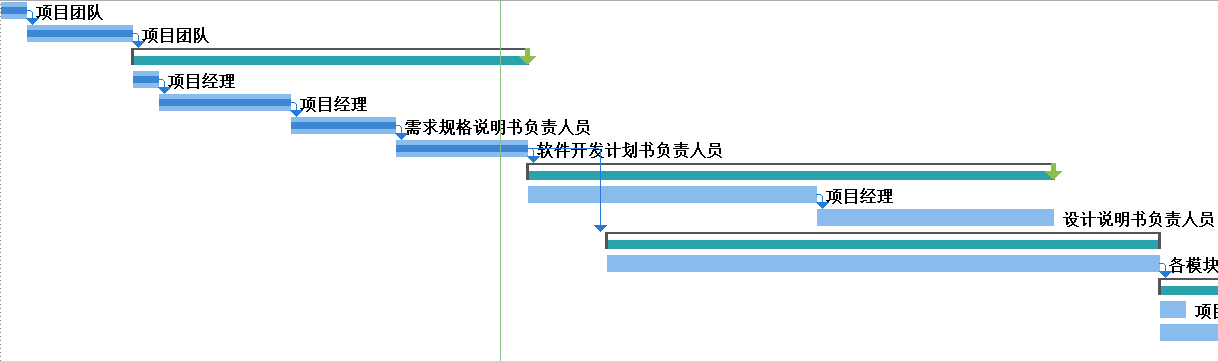 项目团队
项目团队
项目经理
项目经理
需求规格说明书负责人员
软件开发计划书负责人员
项目经理
设计说明书负责人员
各模块
项